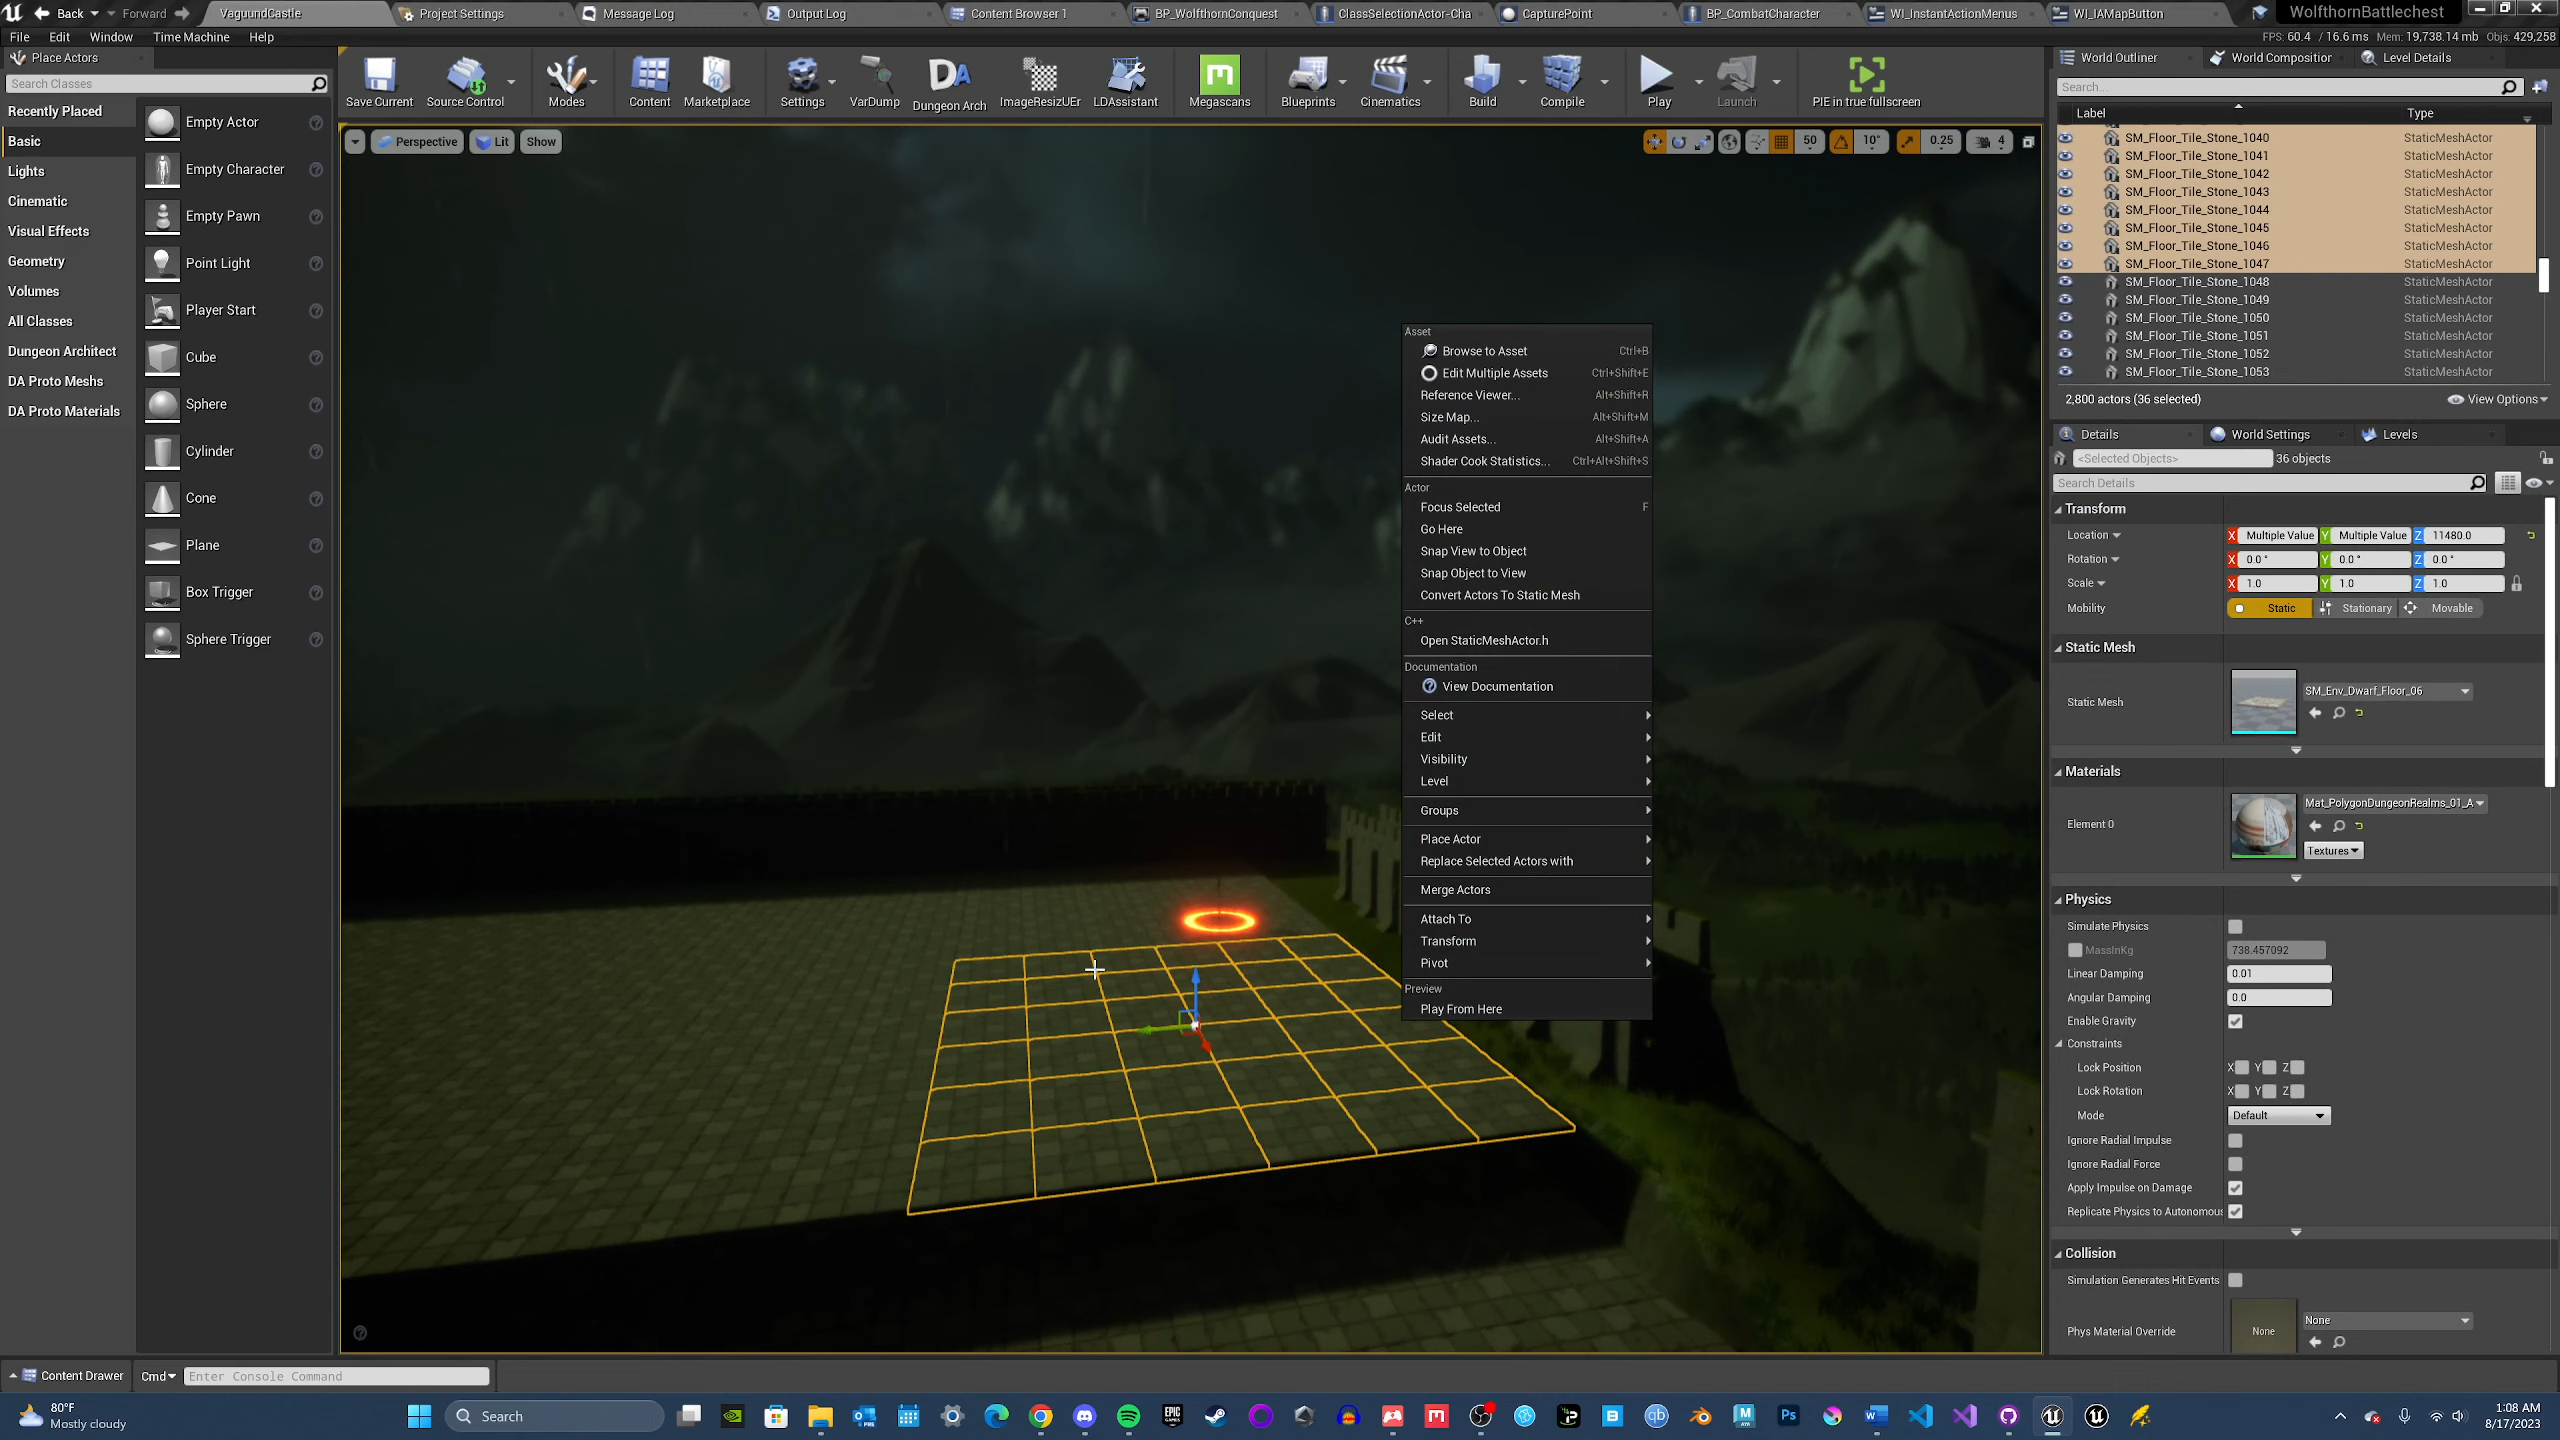 Back
Forward
VaguundCastle
Project Settings
Message Log
Output Log
Content Browser 1
BP_WolfthornConquest
ClassSelectionActor-Cha
CapturePoint
BP_CombatCharacter
WI_InstantActionMenus
WI_IAMapButton
WolfthornBattlechest
File
Edit
Window
Time Machine
Help
FPS: 60.4 / 16.6 ms
Mem: 19,738.14 mb
Objs: 429,258
Place Actors
Search Classes
Recently Placed
Basic
Lights
Cinematic
Visual Effects
Geometry
Volumes
All Classes
Dungeon Architect
DA Proto Meshs
DA Proto Materials
Empty Actor
Empty Character
Empty Pawn
Point Light
Player Start
Cube
Sphere
Cylinder
Cone
Plane
Box Trigger
Sphere Trigger
Save Current
Source Control
Modes
Content
Marketplace
Settings
VarDump
Dungeon Arch
ImageResizUEr
LDAssistant
Megascans
Blueprints
Cinematics
Build
Compile
Play
Launch
PIE in true fullscreen
Perspective
Lit
Show
50
10°
0.25
4
Asset
Browse to Asset Ctrl+B
Edit Multiple Assets Ctrl+Shift+E
Reference Viewer... Alt+Shift+R
Size Map... Alt+Shift+M
Audit Assets... Alt+Shift+A
Shader Cook Statistics... Ctrl+Alt+Shift+S
Actor
Focus Selected F
Go Here
Snap View to Object
Snap Object to View
Convert Actors To Static Mesh
C++
Open StaticMeshActor.h
Documentation
View Documentation
Select
Edit
Visibility
Level
Groups
Place Actor
Replace Selected Actors with
Merge Actors
Attach To
Transform
Pivot
Preview
Play From Here
World Outliner
World Composition
Level Details
Search...
Label Type
SM_Floor_Tile_Stone_1040 StaticMeshActor
SM_Floor_Tile_Stone_1041 StaticMeshActor
SM_Floor_Tile_Stone_1042 StaticMeshActor
SM_Floor_Tile_Stone_1043 StaticMeshActor
SM_Floor_Tile_Stone_1044 StaticMeshActor
SM_Floor_Tile_Stone_1045 StaticMeshActor
SM_Floor_Tile_Stone_1046 StaticMeshActor
SM_Floor_Tile_Stone_1047 StaticMeshActor
SM_Floor_Tile_Stone_1048 StaticMeshActor
SM_Floor_Tile_Stone_1049 StaticMeshActor
SM_Floor_Tile_Stone_1050 StaticMeshActor
SM_Floor_Tile_Stone_1051 StaticMeshActor
SM_Floor_Tile_Stone_1052 StaticMeshActor
SM_Floor_Tile_Stone_1053 StaticMeshActor
2,800 actors (36 selected)
View Options
Details
World Settings
Levels
<Selected Objects>
36 objects
Search Details
Transform
Location X Multiple Value Y Multiple Value Z 11480.0
Rotation X 0.0° Y 0.0° Z 0.0°
Scale X 1.0 Y 1.0 Z 1.0
Mobility Static Stationary Movable
Static Mesh
Static Mesh
SM_Env_Dwarf_Floor_06
Materials
Element 0
Mat_PolygonDungeonRealms_01_A
Textures
Physics
Simulate Physics
MassInKg 738.457092
Linear Damping 0.01
Angular Damping 0.0
Enable Gravity
Constraints
Lock Position X Y Z
Lock Rotation X Y Z
Mode Default
Ignore Radial Impulse
Ignore Radial Force
Apply Impulse on Damage
Replicate Physics to Autonomous
Collision
Simulation Generates Hit Events
Phys Material Override
None
None
Content Drawer
Cmd
Enter Console Command
80°F
Mostly cloudy
Search
1:08 AM
8/17/2023